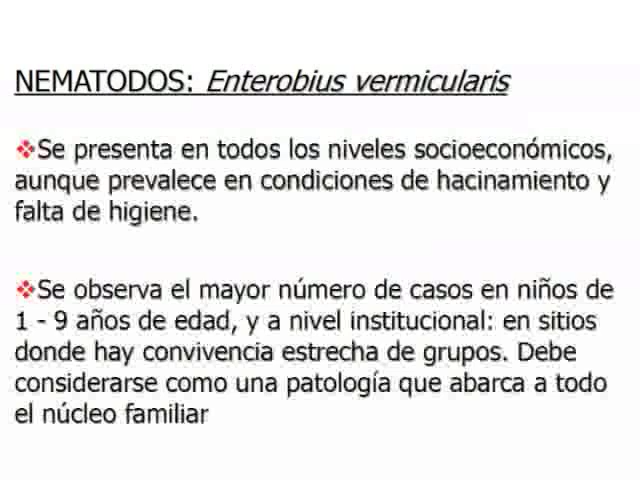 NEMATODOS: Enterobius vermicularis
❖Se presenta en todos los niveles socioeconómicos,
aunque prevalece en condiciones de hacinamiento y
falta de higiene.
❖Se observa el mayor número de casos en niños de
1 - 9 años de edad, y a nivel institucional: en sitios
donde hay convivencia estrecha de grupos. Debe
considerarse como una patología que abarca a todo
el núcleo familiar